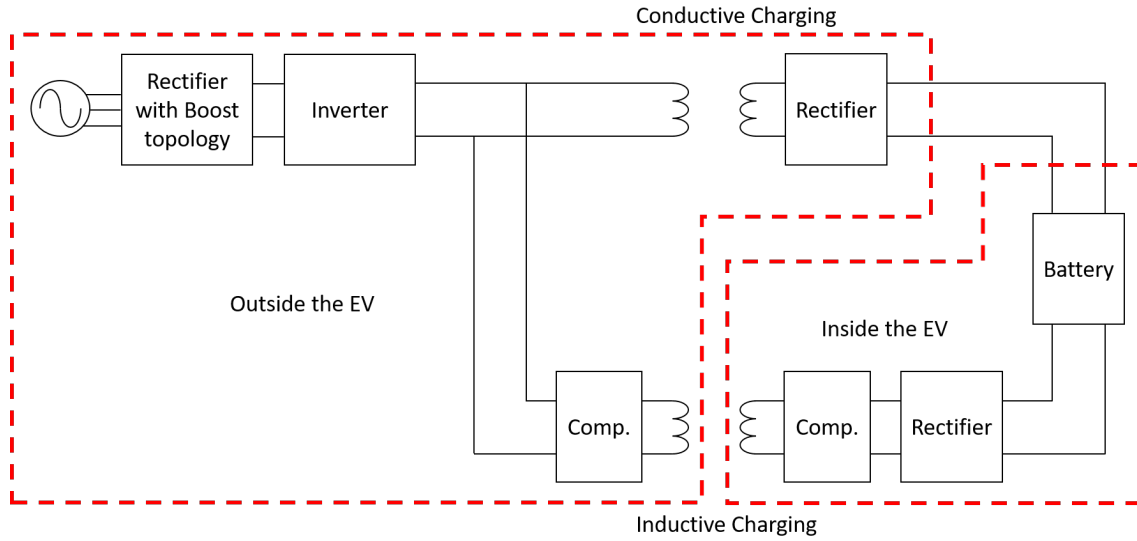 Conductive Charging
Rectifier
with Boost
topology
Inverter
Rectifier
Battery
Outside the EV
Inside the EV
Comp.
Comp.
Rectifier
Inductive Charging